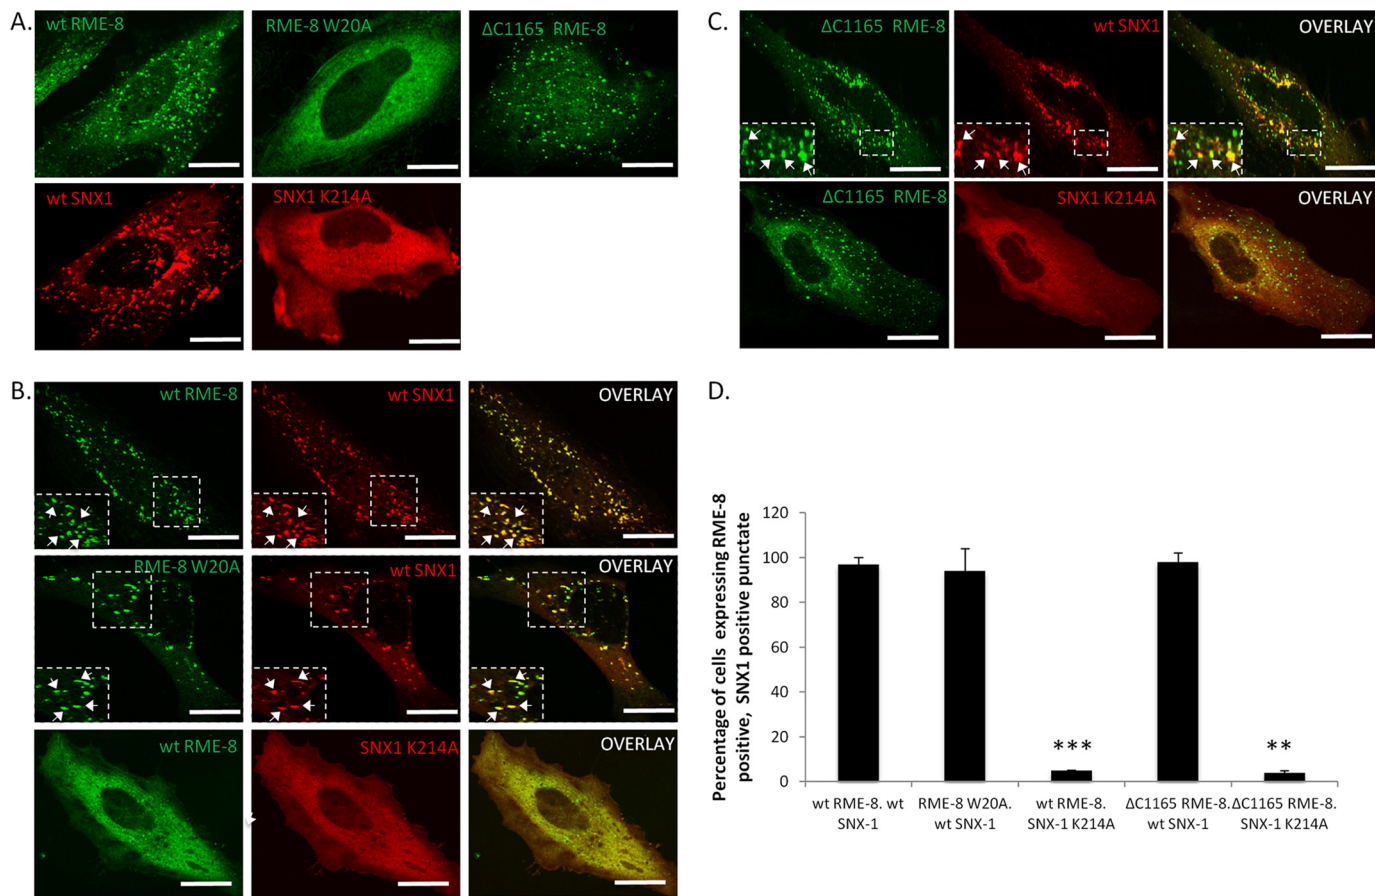 A.
wt RME-8
RME-8 W20A
ΔC1165 RME-8
wt SNX1
SNX1 K214A
B.
wt RME-8
wt SNX1
OVERLAY
RME-8 W20A
wt SNX1
OVERLAY
wt RME-8
SNX1 K214A
OVERLAY
C.
ΔC1165 RME-8
wt SNX1
OVERLAY
ΔC1165 RME-8
SNX1 K214A
OVERLAY
D.
Percentage of cells expressing RME-8
positive, SNX1 positive punctate
120
100
80
60
40
20
0
***
**
wt RME-8. wt
SNX-1
RME-8 W20A.
wt SNX-1
wt RME-8.
SNX-1 K214A
ΔC1165 RME-8.
wt SNX-1
ΔC1165 RME-8.
SNX-1 K214A